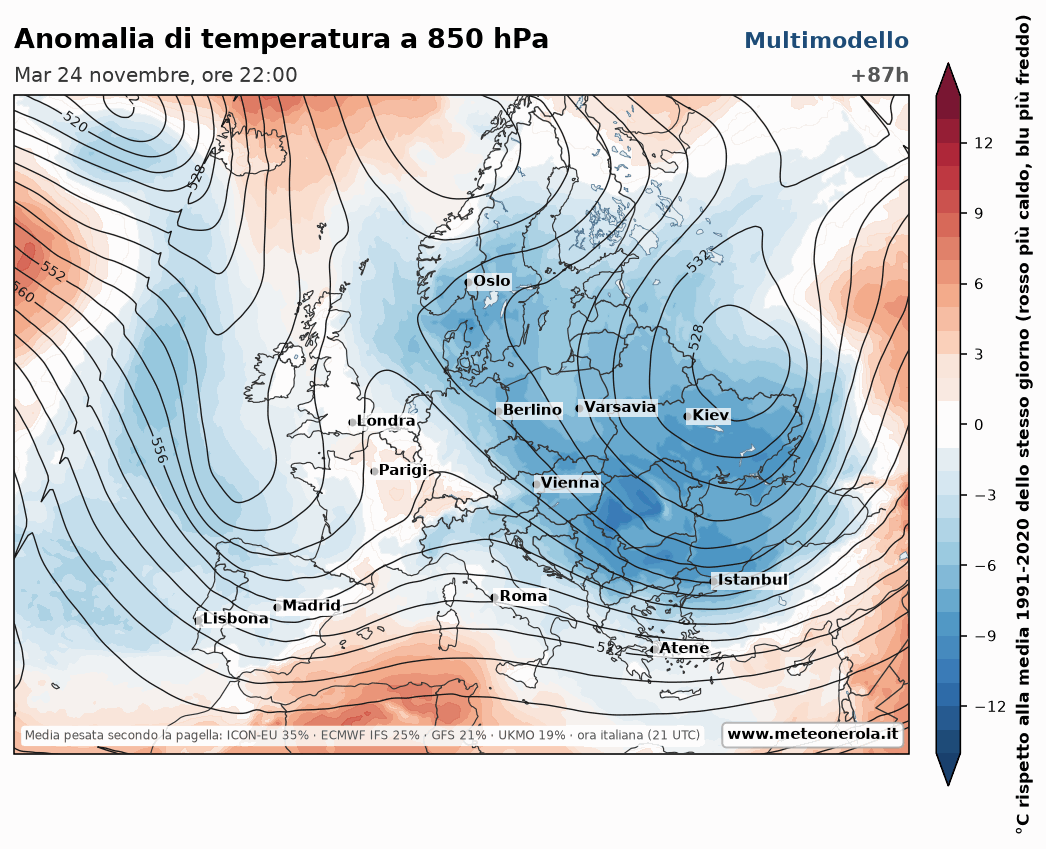 Anomalia di temperatura a 850 hPa
Multimodello
Mar 24 novembre, ore 22:00
+87h
520
528
552
560
532
528
556
Oslo
Berlino
Varsavia
Kiev
Londra
Parigi
Vienna
Istanbul
Madrid
Roma
Lisbona
Atene
Media pesata secondo la pagella: ICON-EU 35% · ECMWF IFS 25% · GFS 21% · UKMO 19% · ora italiana (21 UTC)
www.meteonerola.it
12
9
6
3
0
−3
−6
−9
−12
°C rispetto alla media 1991-2020 dello stesso giorno (rosso più caldo, blu più freddo)